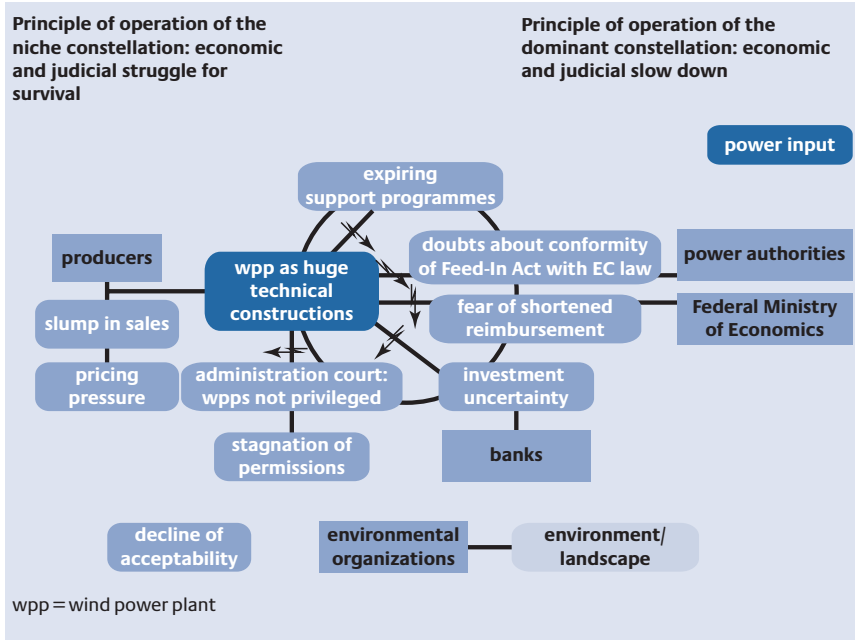 Principle of operation of the
niche constellation: economic
and judicial struggle for
survival
Principle of operation of the
dominant constellation: economic
and judicial slow down
power input
expiring
support programmes
producers
wpp as huge
technical
constructions
doubts about conformity
of Feed-In Act with EC law
power authorities
slump in sales
fear of shortened
reimbursement
Federal Ministry
of Economics
pricing
pressure
administration court:
wpps not privileged
investment
uncertainty
stagnation of
permissions
banks
decline of
acceptability
environmental
organizations
environment/
landscape
wpp = wind power plant